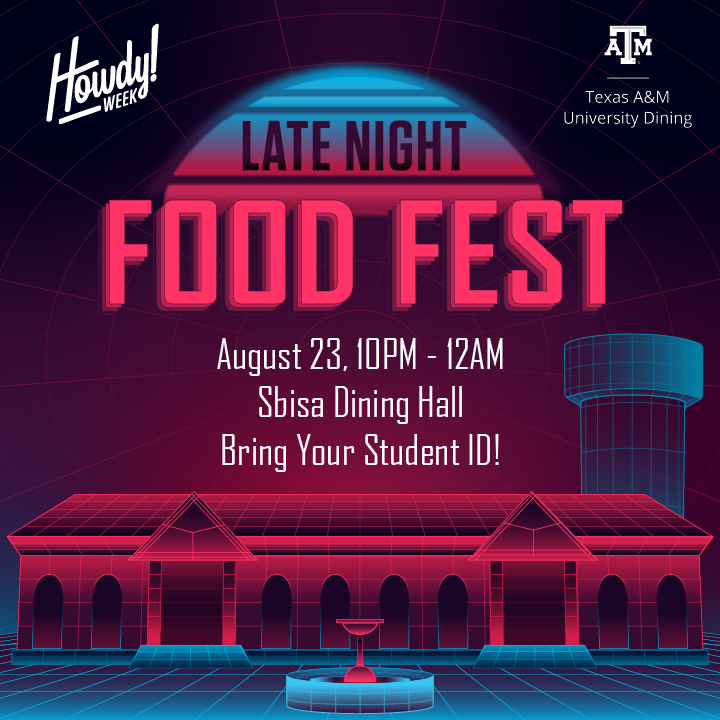 Howdy!
WEEK
ATM
Texas A&M
University Dining
LATE NIGHT
FOOD FEST
August 23, 10PM - 12AM
Sbisa Dining Hall
Bring Your Student ID!